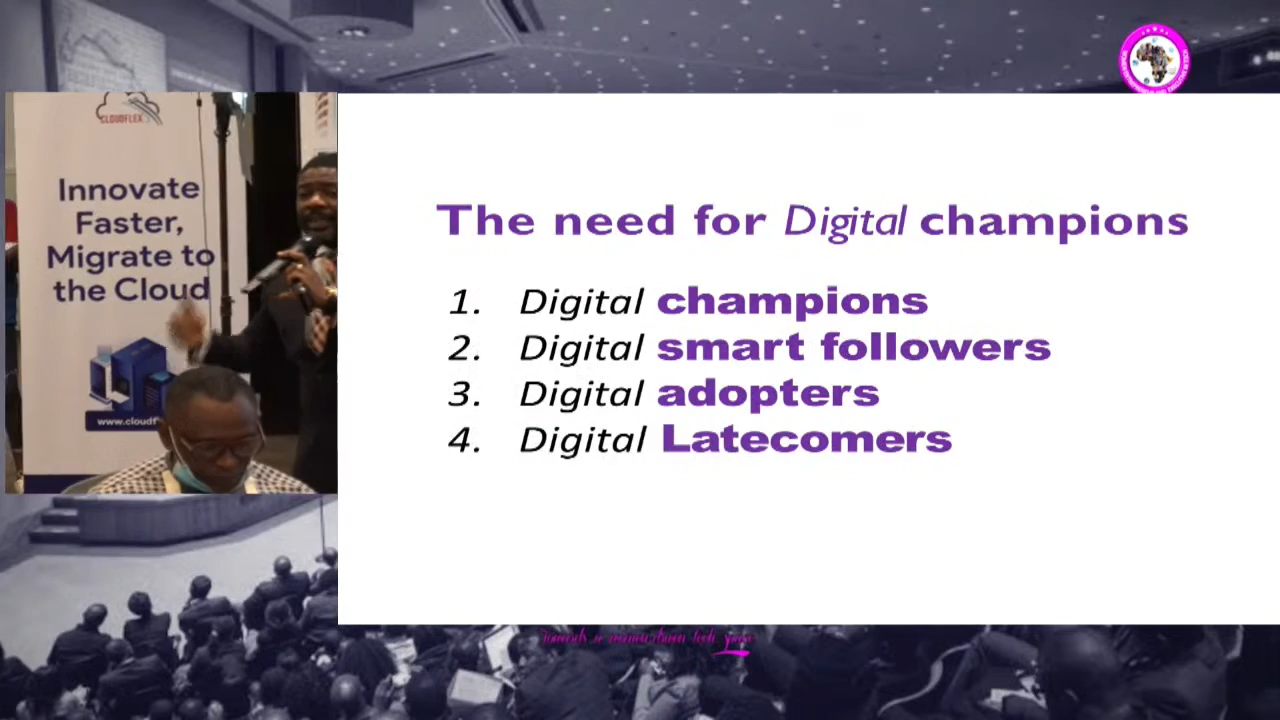 CLOUDFLEX
Innovate
Faster,
Migrate to
the Cloud
The need for Digital champions
1. Digital champions
2. Digital smart followers
3. Digital adopters
4. Digital Latecomers